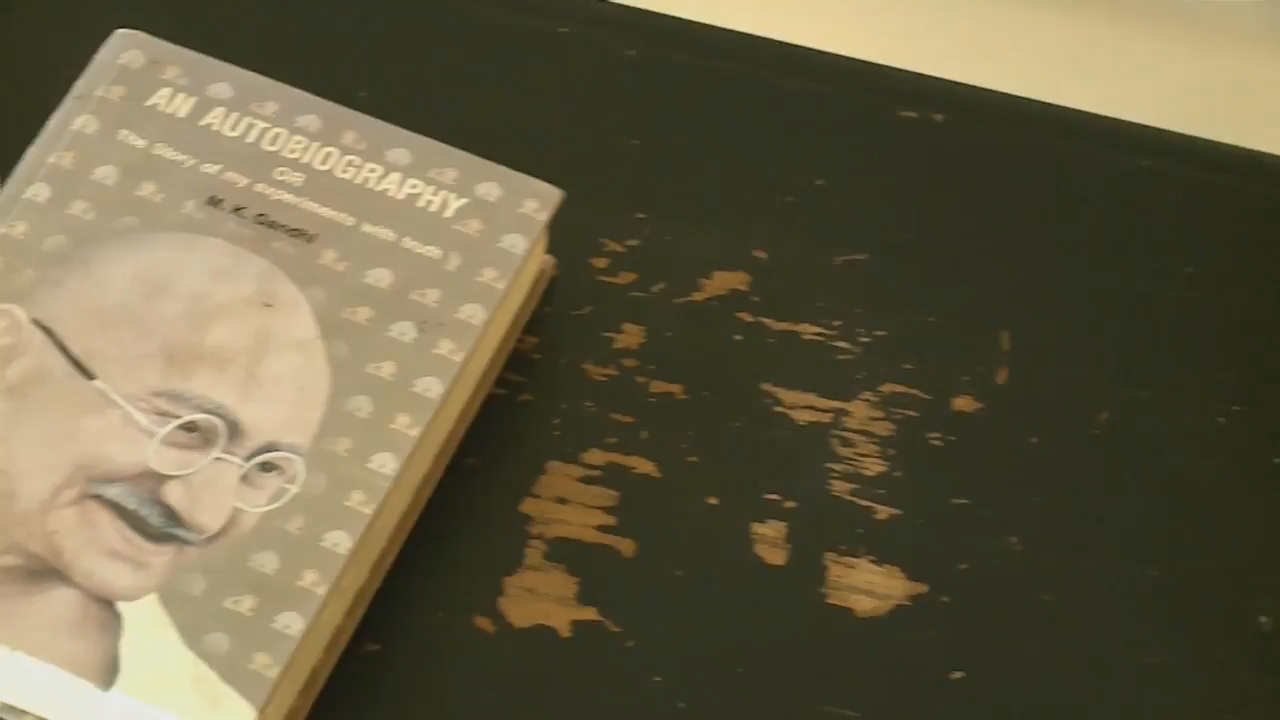 AN AUTOBIOGRAPHY
OR
The Story of my experiments with truth
M. K. Gandhi